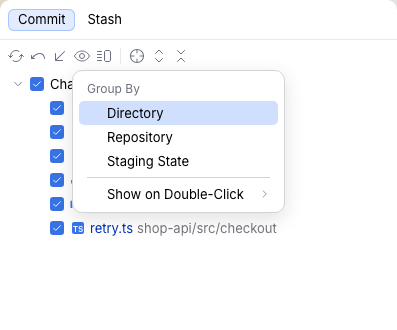 Commit Stash
Cha
Group By
Directory
Repository
Staging State
Show on Double-Click
TS retry.ts shop-api/src/checkout